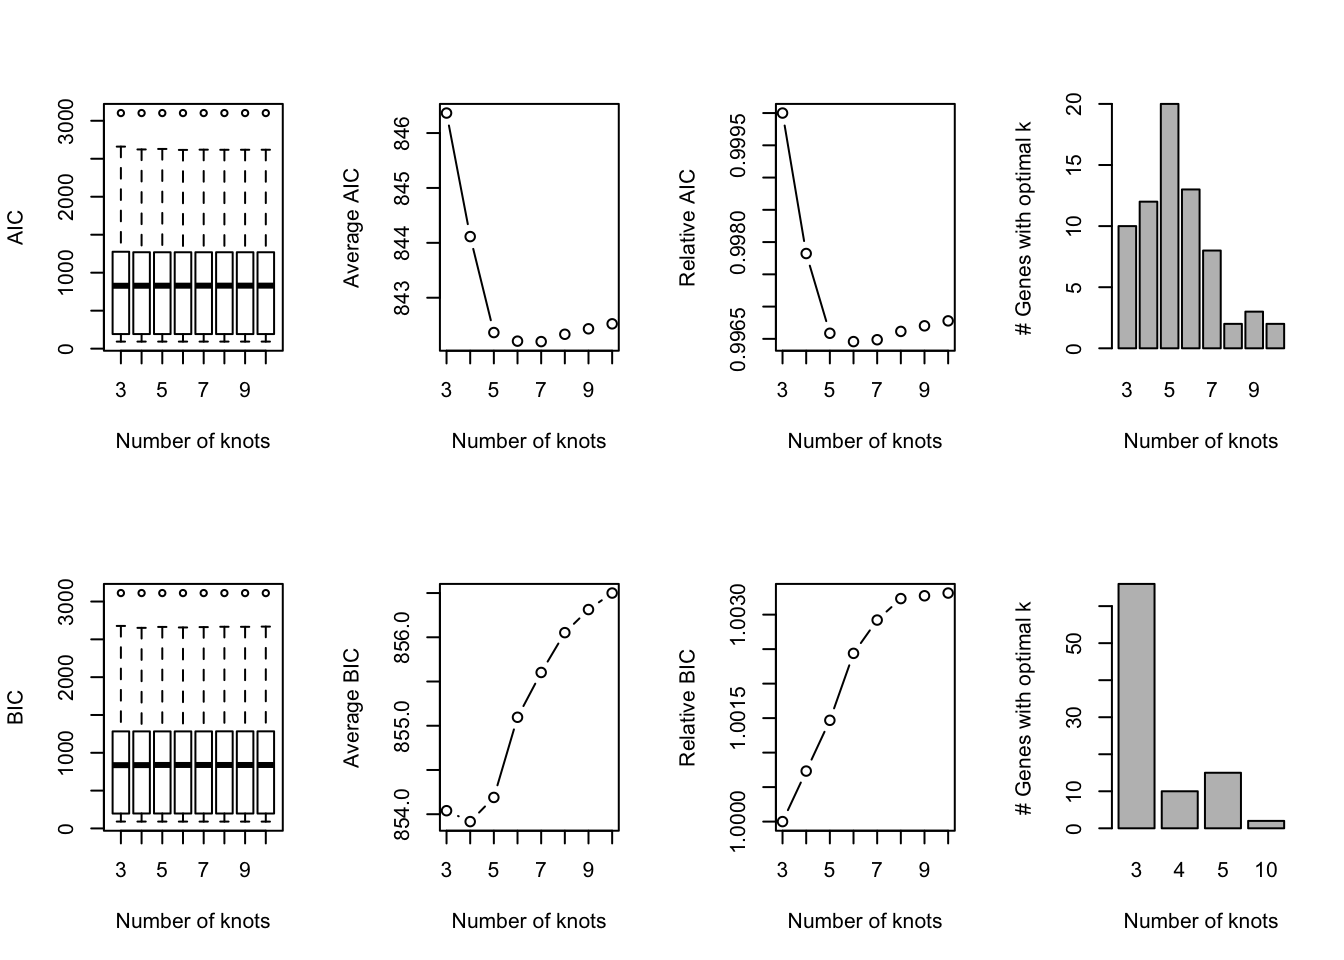 AIC
0 1000 2000 3000
3 5 7 9
Number of knots
Average AIC
843 844 845 846
3 5 7 9
Number of knots
Relative AIC
0.9965 0.9980 0.9995
3 5 7 9
Number of knots
# Genes with optimal k
0 5 10 15 20
3 5 7 9
Number of knots
BIC
0 1000 2000 3000
3 5 7 9
Number of knots
Average BIC
854.0 855.0 856.0
3 5 7 9
Number of knots
Relative BIC
1.0000 1.0015 1.0030
3 5 7 9
Number of knots
# Genes with optimal k
0 10 30 50
3 4 5 10
Number of knots